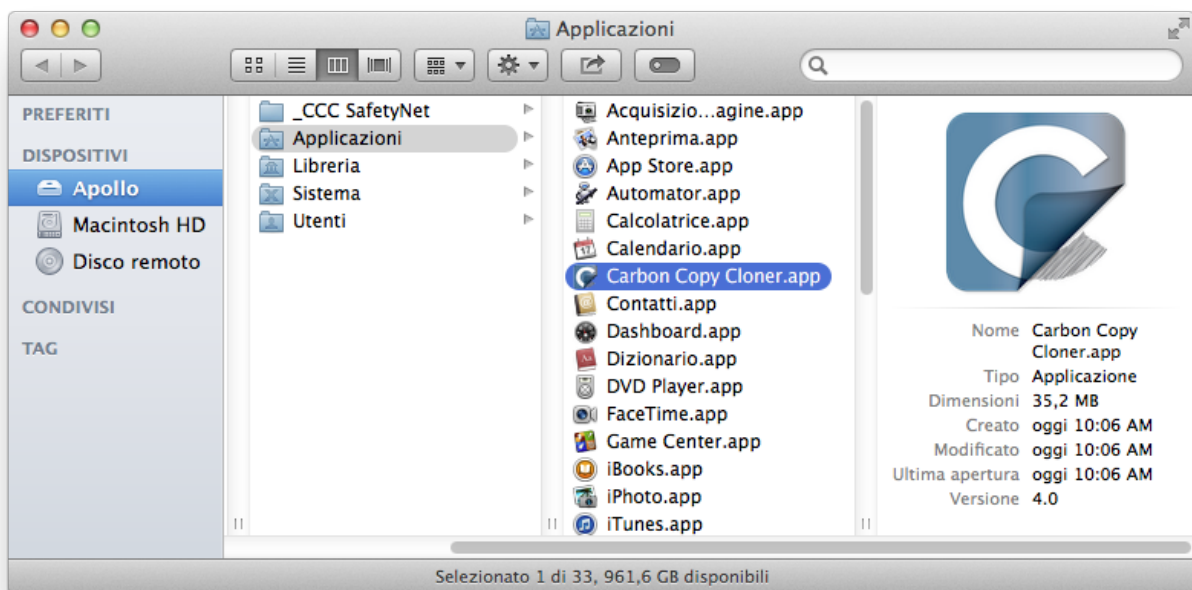 Applicazioni
PREFERITI
DISPOSITIVI
Apollo
Macintosh HD
Disco remoto
CONDIVISI
TAG
_CCC SafetyNet
Applicazioni
Libreria
Sistema
Utenti
Acquisizio...agine.app
Anteprima.app
App Store.app
Automator.app
Calcolatrice.app
Calendario.app
Carbon Copy Cloner.app
Contatti.app
Dashboard.app
Dizionario.app
DVD Player.app
FaceTime.app
Game Center.app
iBooks.app
iPhoto.app
iTunes.app
Nome Carbon Copy
Cloner.app
Tipo Applicazione
Dimensioni 35,2 MB
Creato oggi 10:06 AM
Modificato oggi 10:06 AM
Ultima apertura oggi 10:06 AM
Versione 4.0
Selezionato 1 di 33, 961,6 GB disponibili